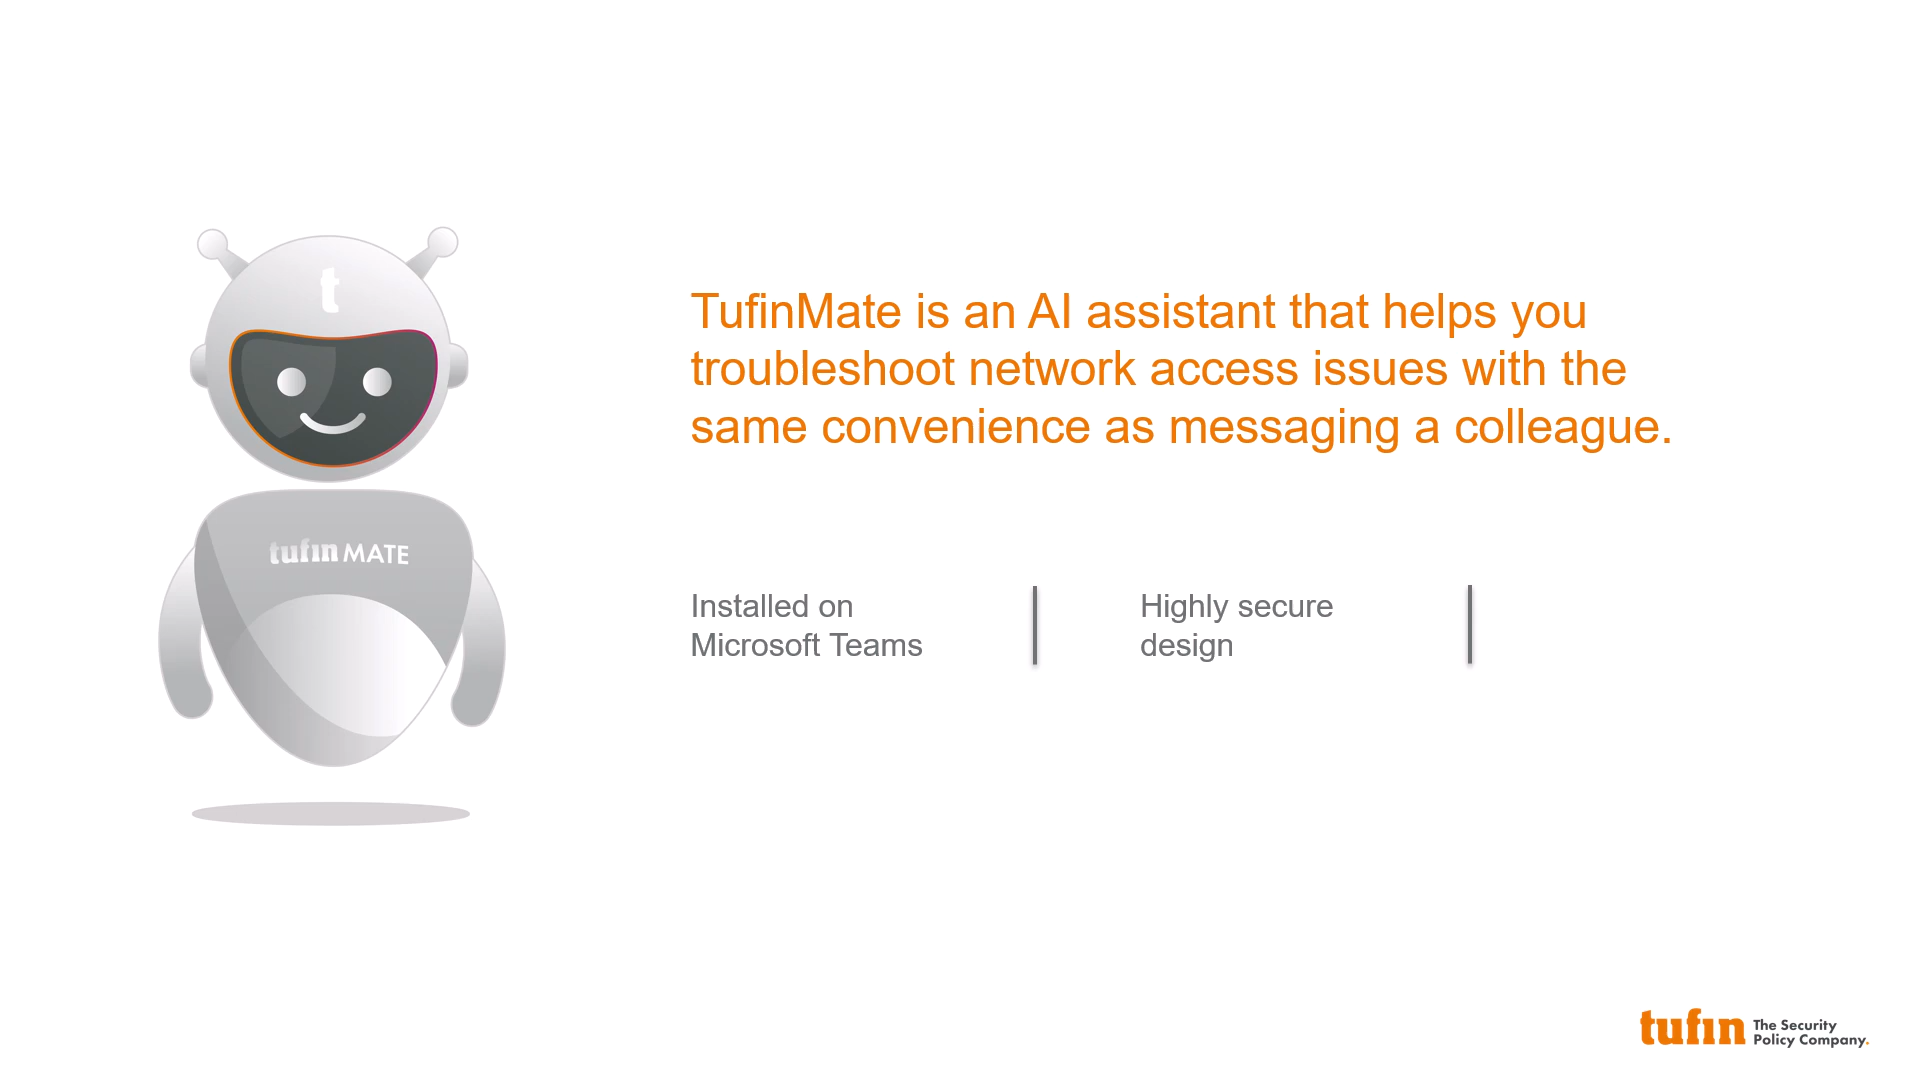 t
TufinMate is an AI assistant that helps you
troubleshoot network access issues with the
same convenience as messaging a colleague.
tufin MATE
Installed on
Microsoft Teams
Highly secure
design
tufin The Security
Policy Company.